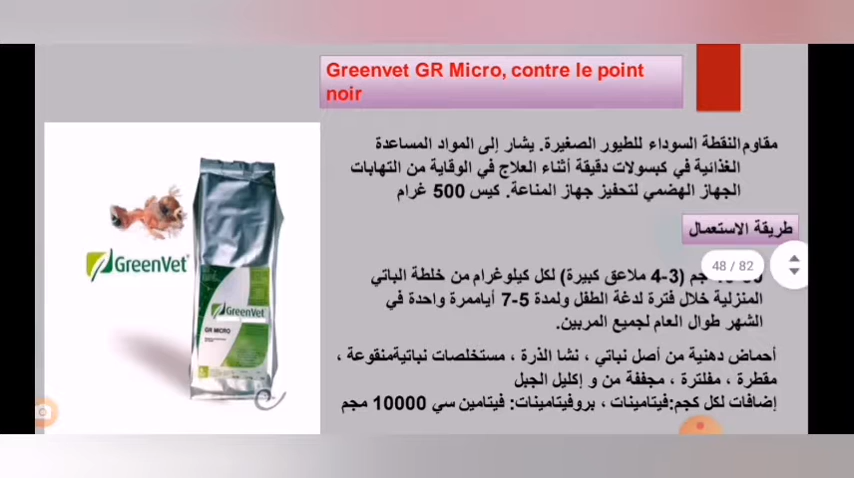 Greenvet GR Micro, contre le point
noir
مقاوم النقطة السوداء للطيور الصغيرة. يشار إلى المواد المساعدة
الغذائية في كبسولات دقيقة أثناء العلاج في الوقاية من التهابات
الجهاز الهضمي لتحفيز جهاز المناعة. كيس 500 غرام
طريقة الاستعمال
48 / 82
جم (3-4 ملاعق كبيرة) لكل كيلوغرام من خلطة الباتي
المنزلية خلال فترة لدغة الطفل ولمدة 5-7 أياممرة واحدة في
الشهر طوال العام لجميع المربين.
أحماض دهنية من أصل نباتي ، نشا الذرة ، مستخلصات نباتيةمنقوعة ،
مقطرة ، مفلترة ، مجففة من و إكليل الجبل
إضافات لكل كجم:فيتامينات ، بروفيتامينات: فيتامين سي 10000 مجم
GreenVet
GreenVet
GR MICRO